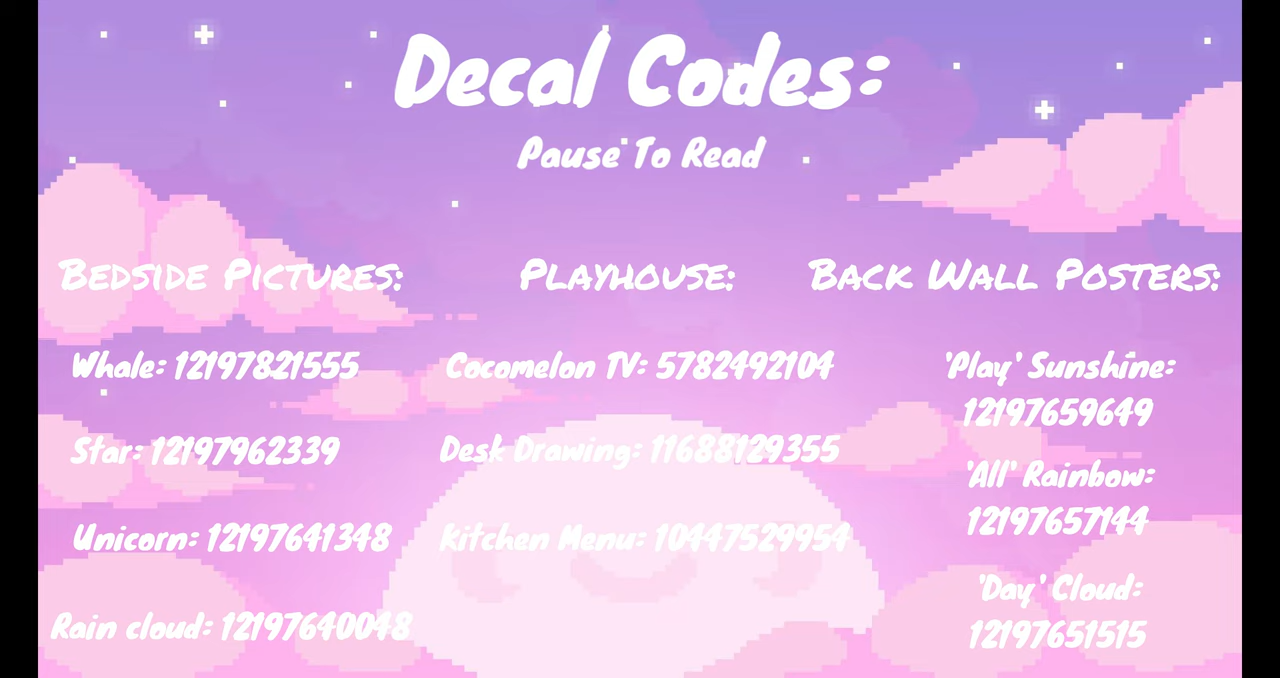 Decal Codes:
Pause To Read
Bedside Pictures:
Whale: 12197821555
Star: 12197962339
Unicorn: 12197641348
Rain cloud: 12197640048
Playhouse:
Cocomelon TV: 5782492104
Desk Drawing: 11688129355
Kitchen Menu: 10447529954
Back Wall Posters:
'Play' Sunshine:
12197659649
'All' Rainbow:
12197657144
'Day' Cloud:
12197651515